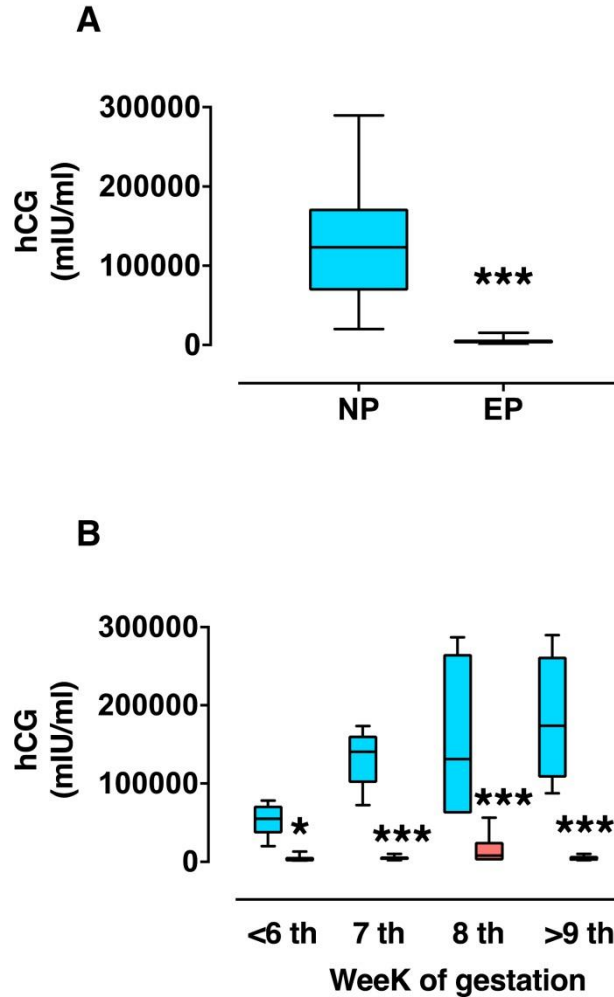 A
hCG
(mIU/ml)
300000
200000
100000
0
***
NP EP
B
hCG
(mIU/ml)
300000
200000
100000
0
* *** *** ***
<6 th 7 th 8 th >9 th
WeeK of gestation